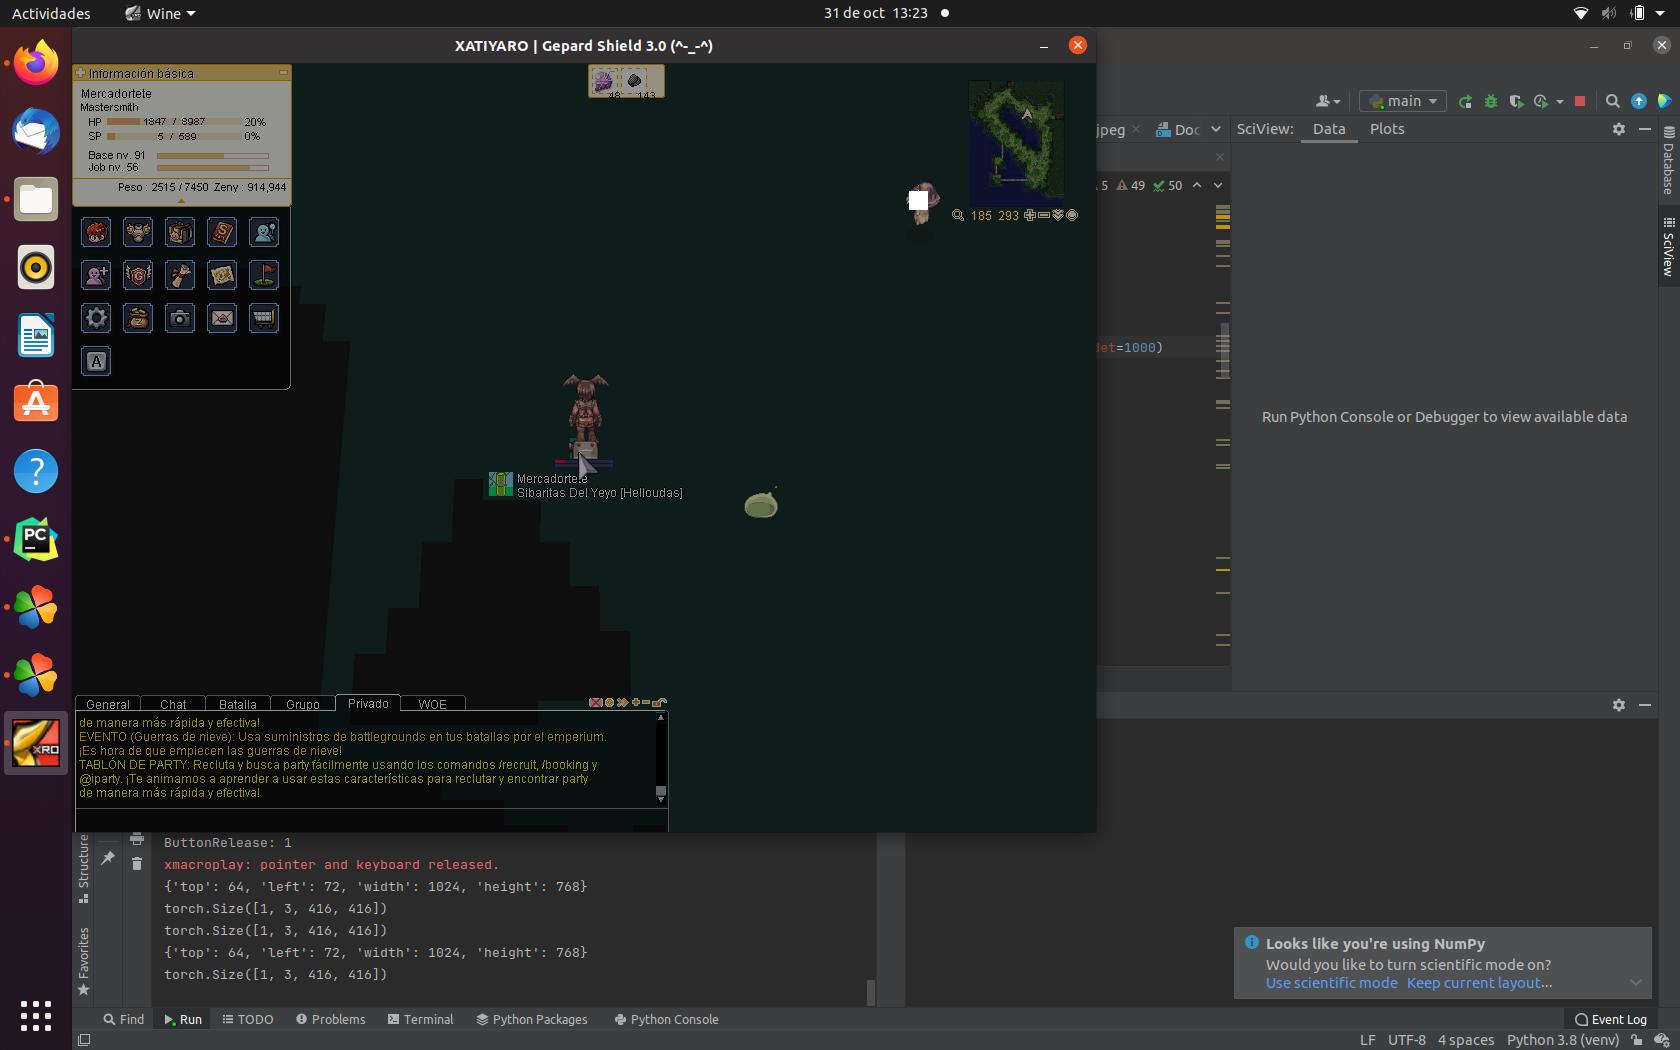 Actividades
Wine
31 de oct 13:23
XATIYARO | Gepard Shield 3.0 (^-_-^)
Información básica
Mercadortete
Mastersmith
HP 1847 / 8987 20%
SP 5 / 589 0%
Base nv. 91
Job nv. 56
Peso : 2515 / 7450 Zeny : 914,944
48 143
185 293
A
Mercadortete
Sibaritas Del Yeyo [Helloudas]
General Chat Batalla Grupo Privado WOE
de manera más rápida y efectiva!
EVENTO (Guerras de nieve): Usa suministros de battlegrounds en tus batallas por el emperium.
¡Es hora de que empiecen las guerras de nieve!
TABLÓN DE PARTY: Recluta y busca party fácilmente usando los comandos /recruit, /booking y
@iparty. ¡Te animamos a aprender a usar estas características para reclutar y encontrar party
de manera más rápida y efectiva!
main
jpeg Doc
SciView: Data Plots
5 49 50
det=1000)
Run Python Console or Debugger to view available data
Database
SciView
PC
XRO
Structure
Favorites
ButtonRelease: 1
xmacroplay: pointer and keyboard released.
{'top': 64, 'left': 72, 'width': 1024, 'height': 768}
torch.Size([1, 3, 416, 416])
torch.Size([1, 3, 416, 416])
{'top': 64, 'left': 72, 'width': 1024, 'height': 768}
torch.Size([1, 3, 416, 416])
Looks like you're using NumPy
Would you like to turn scientific mode on?
Use scientific mode Keep current layout...
Find Run TODO Problems Terminal Python Packages Python Console Event Log
LF UTF-8 4 spaces Python 3.8 (venv)